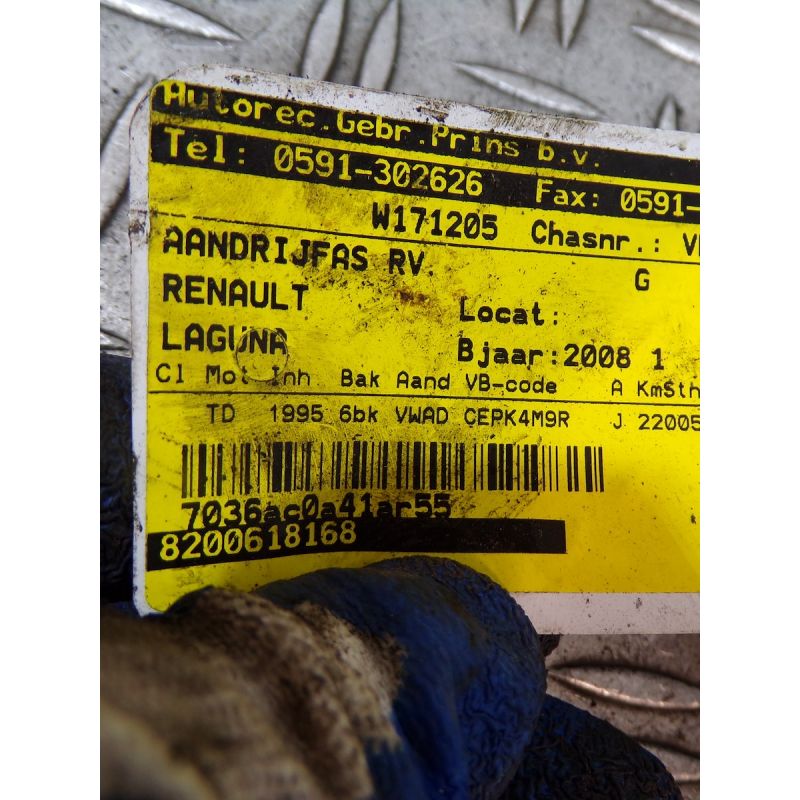 Autorec.Gebr.Prins b.v.
Tel: 0591-302626 Fax: 0591-
W171205 Chasnr.:
AANDRIJFAS RV. G
RENAULT Locat:
LAGUNA Bjaar:2008 1
Cl Mot Inh Bak Aand VB-code A KmSth
TD 1995 6bk VWAD CEPK4M9R J 22005
7036ac0a41ar55
8200618168